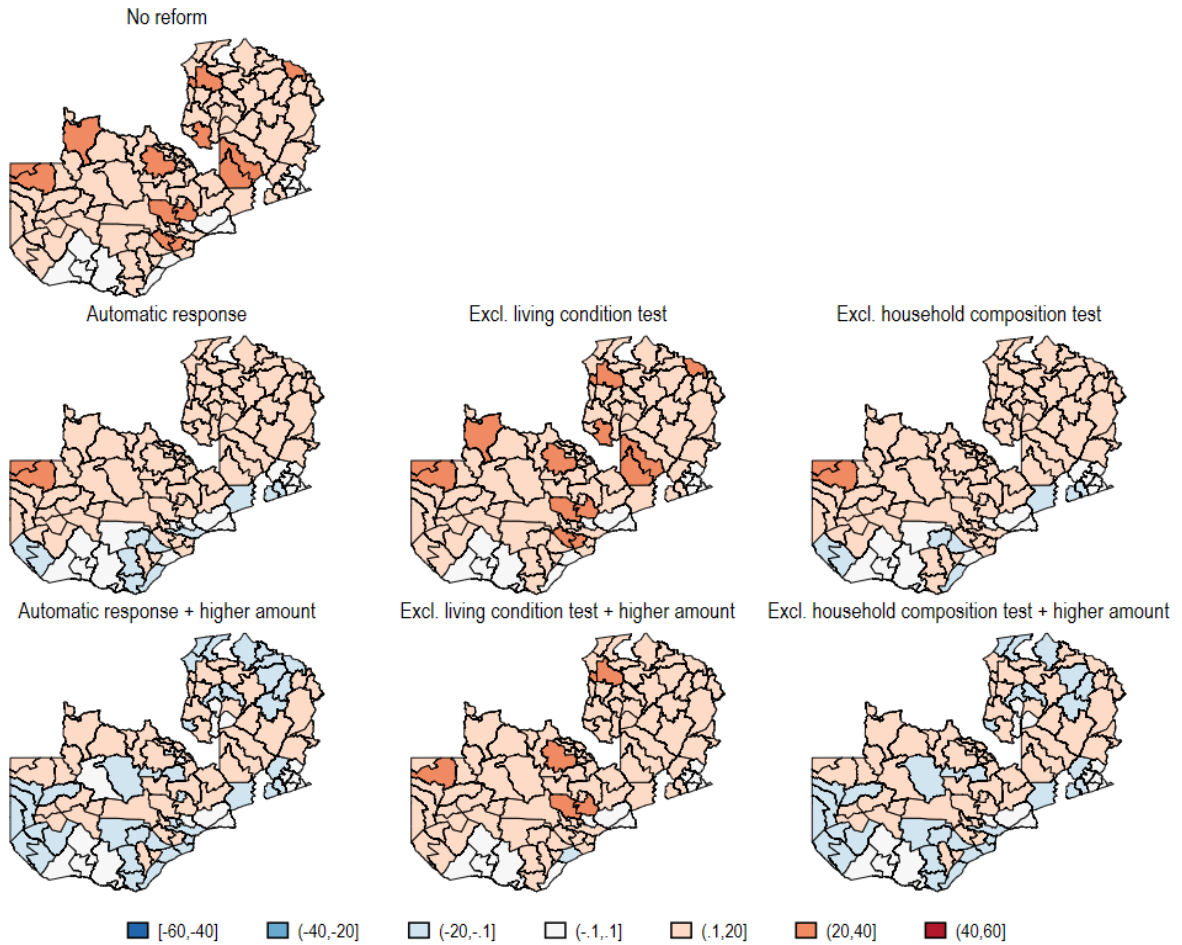 No reform
Automatic response
Excl. living condition test
Excl. household composition test
Automatic response + higher amount
Excl. living condition test + higher amount
Excl. household composition test + higher amount
[-60,-40]
(-40,-20]
(-20,-.1]
(-.1,.1]
(.1,20]
(20,40]
(40,60]